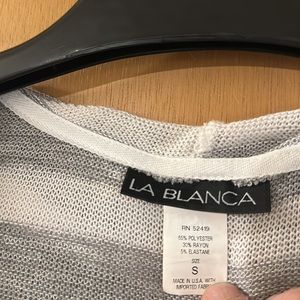 LA BLANCA
RN 52419
65% POLYESTER
30% RAYON
5% ELASTANE
SIZE
S
MADE IN U.S.A. WITH
IMPORTED FABRIC